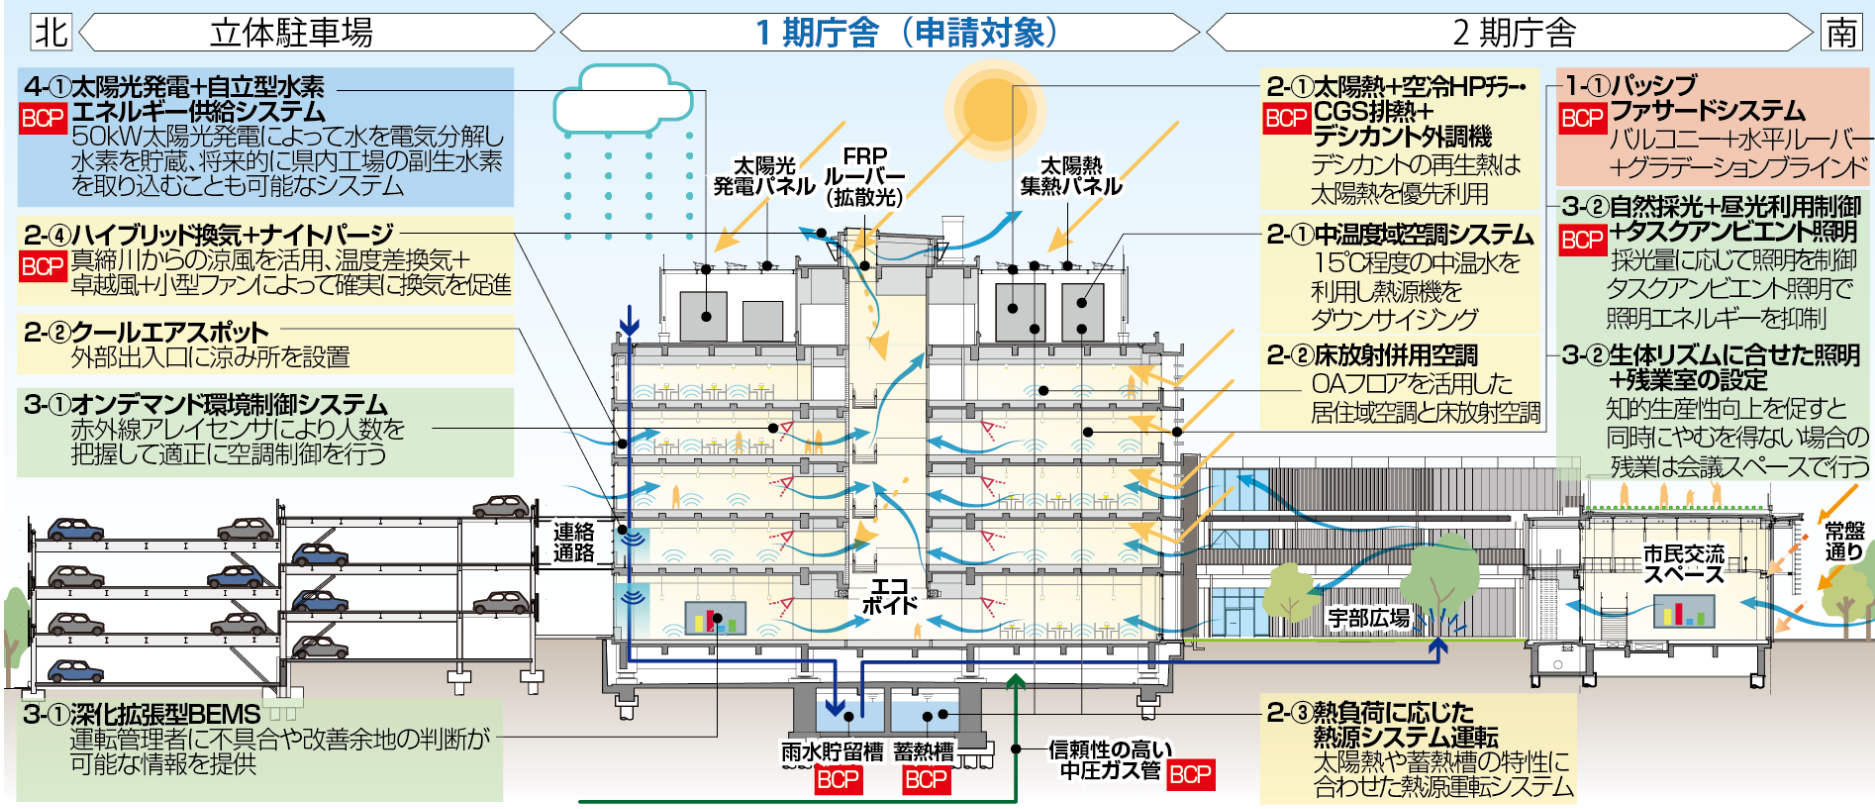 北
立体駐車場
1期庁舎（申請対象）
2期庁舎
南
4-①太陽光発電+自立型水素
BCP
エネルギー供給システム
50kW太陽光発電によって水を電気分解し
水素を貯蔵、将来的に県内工場の副生水素
を取り込むことも可能なシステム
2-④ハイブリッド換気+ナイトパージ
BCP
真締川からの涼風を活用、温度差換気+
卓越風+小型ファンによって確実に換気を促進
2-②クールエアスポット
外部出入口に涼み所を設置
3-①オンデマンド環境制御システム
赤外線アレイセンサにより人数を
把握して適正に空調制御を行う
太陽光
発電パネル
FRP
ルーバー
（拡散光）
太陽熱
集熱パネル
2-①太陽熱+空冷HPチラー・
BCP
CGS排熱+
デシカント外調機
デシカントの再生熱は
太陽熱を優先利用
2-①中温度域空調システム
15℃程度の中温水を
利用し熱源機を
ダウンサイジング
2-②床放射併用空調
OAフロアを活用した
居住域空調と床放射空調
1-①パッシブ
BCP
ファサードシステム
バルコニー+水平ルーバー
+グラデーションブラインド
3-②自然採光+昼光利用制御
BCP
+タスクアンビエント照明
採光量に応じて照明を制御
タスクアンビエント照明で
照明エネルギーを抑制
3-②生体リズムに合せた照明
+残業室の設定
知的生産性向上を促すと
同時にやむを得ない場合の
残業は会議スペースで行う
連絡
通路
エコ
ボイド
宇部広場
市民交流
スペース
常盤
通り
3-①深化拡張型BEMS
運転管理者に不具合や改善余地の判断が
可能な情報を提供
雨水貯留槽
BCP
蓄熱槽
BCP
信頼性の高い
中圧ガス管
BCP
2-③熱負荷に応じた
熱源システム運転
太陽熱や蓄熱槽の特性に
合わせた熱源運転システム